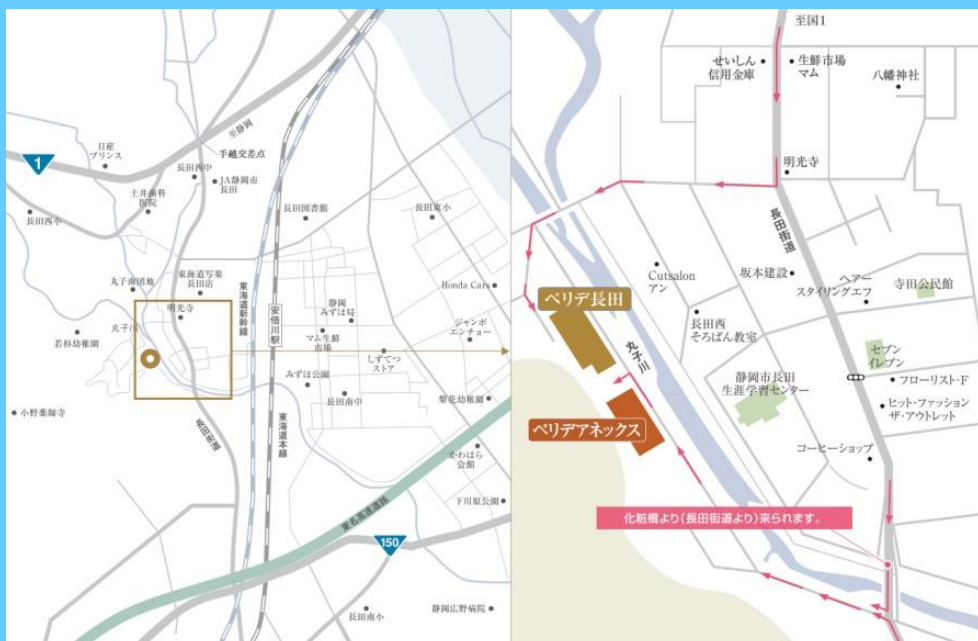 至静岡
日産
プリンス
手越交差点
1
長田西中
JA静岡市
長田
土井歯科
医院
長田西小
長田図書館
長田東小
東海道写楽
長田店
丸子南団地
明光寺
丸子川
若杉幼稚園
東海道新幹線
安倍川駅
静岡
みずほ局
Honda Cars
ジャンボ
エンチョー
マム生鮮
市場
しずてつ
ストア
みずほ公園
長田南中
梨花幼稚園
小野薬師寺
長田街道
東海道本線
かわはら
会館
下川原公園
東名高速道路
150
長田南小
静岡広野病院
至国1
せいしん
信用金庫
生鮮市場
マム
八幡神社
明光寺
長田街道
Cutsalon
アン
坂本建設
ヘアー
スタイリングエフ
寺田公民館
ペリデ長田
丸子川
長田西
そろばん教室
セブン
イレブン
静岡市長田
生涯学習センター
フローリスト・F
ヒット・ファッション
ザ・アウトレット
ペリデアネックス
コーヒーショップ
化粧橋より(長田街道より)来られます。